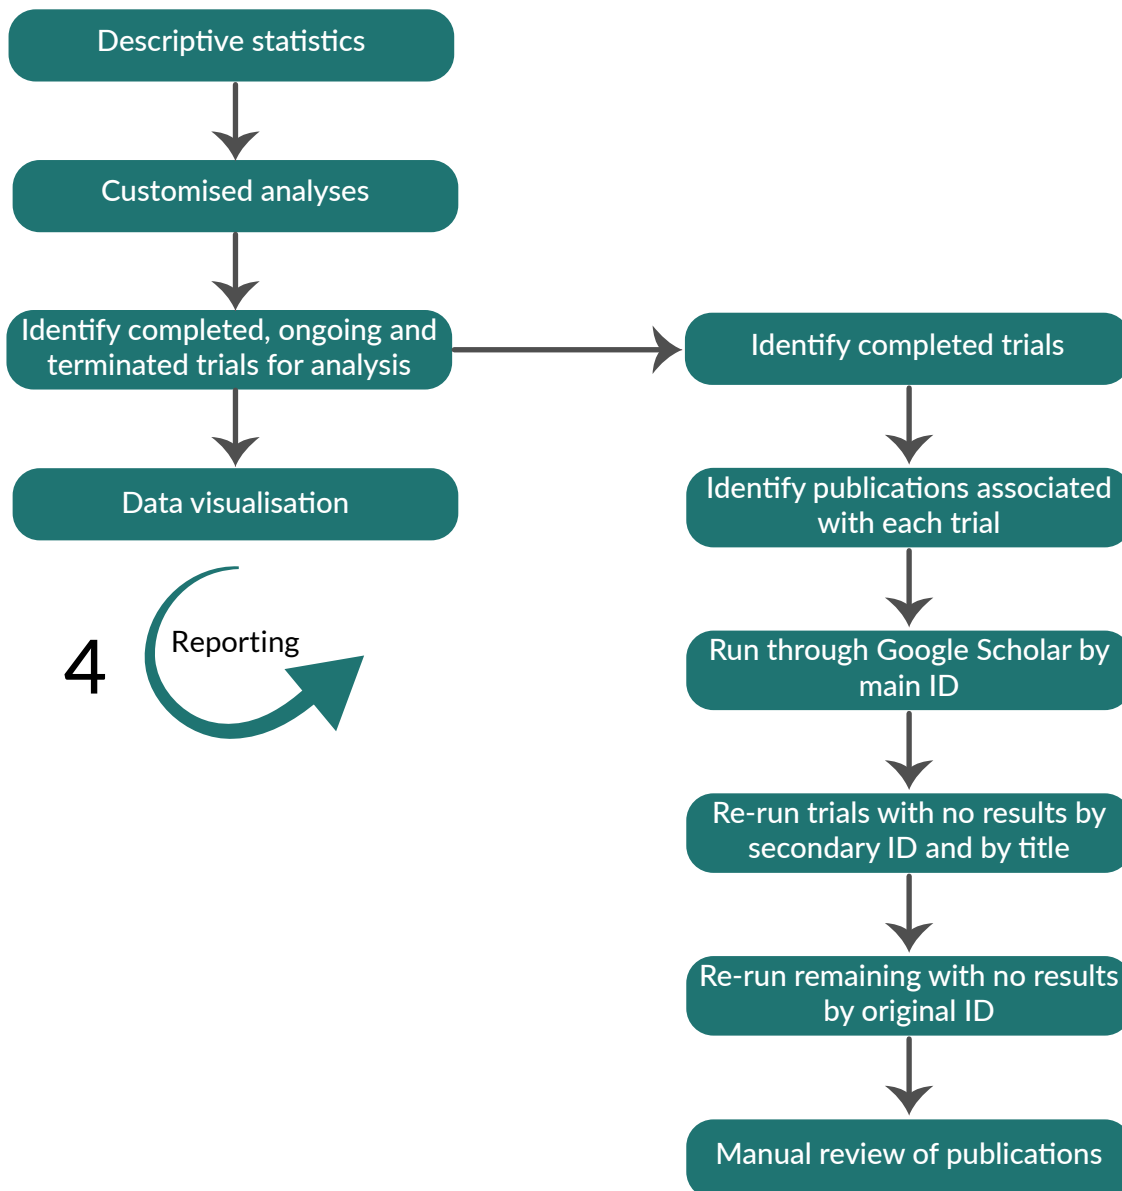 Descriptive statistics
Customised analyses
Identify completed, ongoing and
terminated trials for analysis
Data visualisation
4
Reporting
Identify completed trials
Identify publications associated
with each trial
Run through Google Scholar by
main ID
Re-run trials with no results by
secondary ID and by title
Re-run remaining with no results
by original ID
Manual review of publications